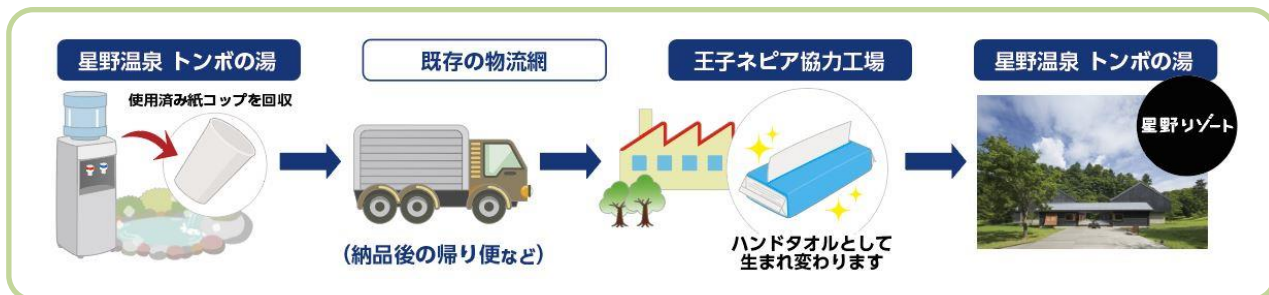 星野温泉 トンボの湯
使用済み紙コップを回収
既存の物流網
(納品後の帰り便など)
王子ネピア協力工場
ハンドタオルとして
生まれ変わります
星野温泉 トンボの湯
星野リゾート